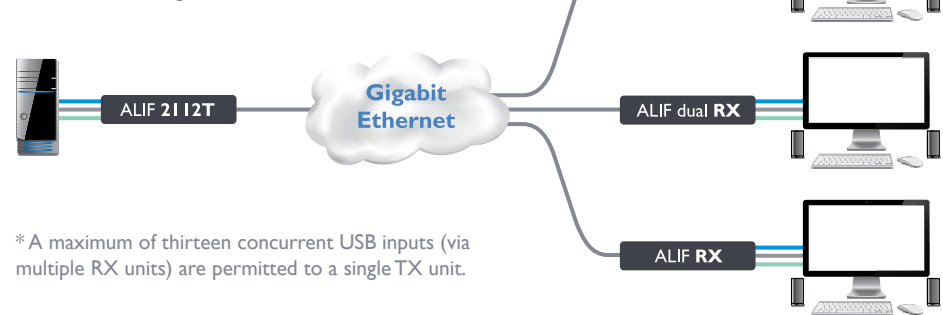 ALIF 2112T
Gigabit
Ethernet
ALIF dual RX
* A maximum of thirteen concurrent USB inputs (via
multiple RX units) are permitted to a single TX unit.
ALIF RX